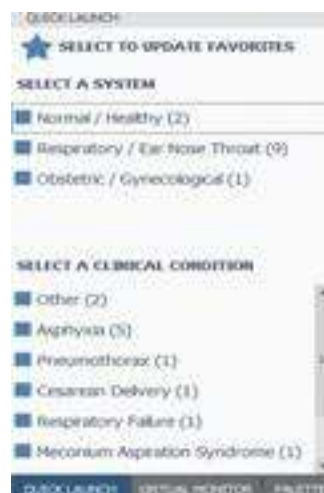 QUICK LAUNCH
SELECT TO UPDATE FAVORITES
SELECT A SYSTEM
Normal / Healthy (2)
Respiratory / Ear Nose Throat (9)
Obstetric / Gynecological (1)
SELECT A CLINICAL CONDITION
Other (2)
Asphyxia (5)
Pneumothorax (1)
Cesarean Delivery (1)
Respiratory Failure (1)
Meconium Aspiration Syndrome (1)
QUICK LAUNCH VIRTUAL MONITOR PALETTE